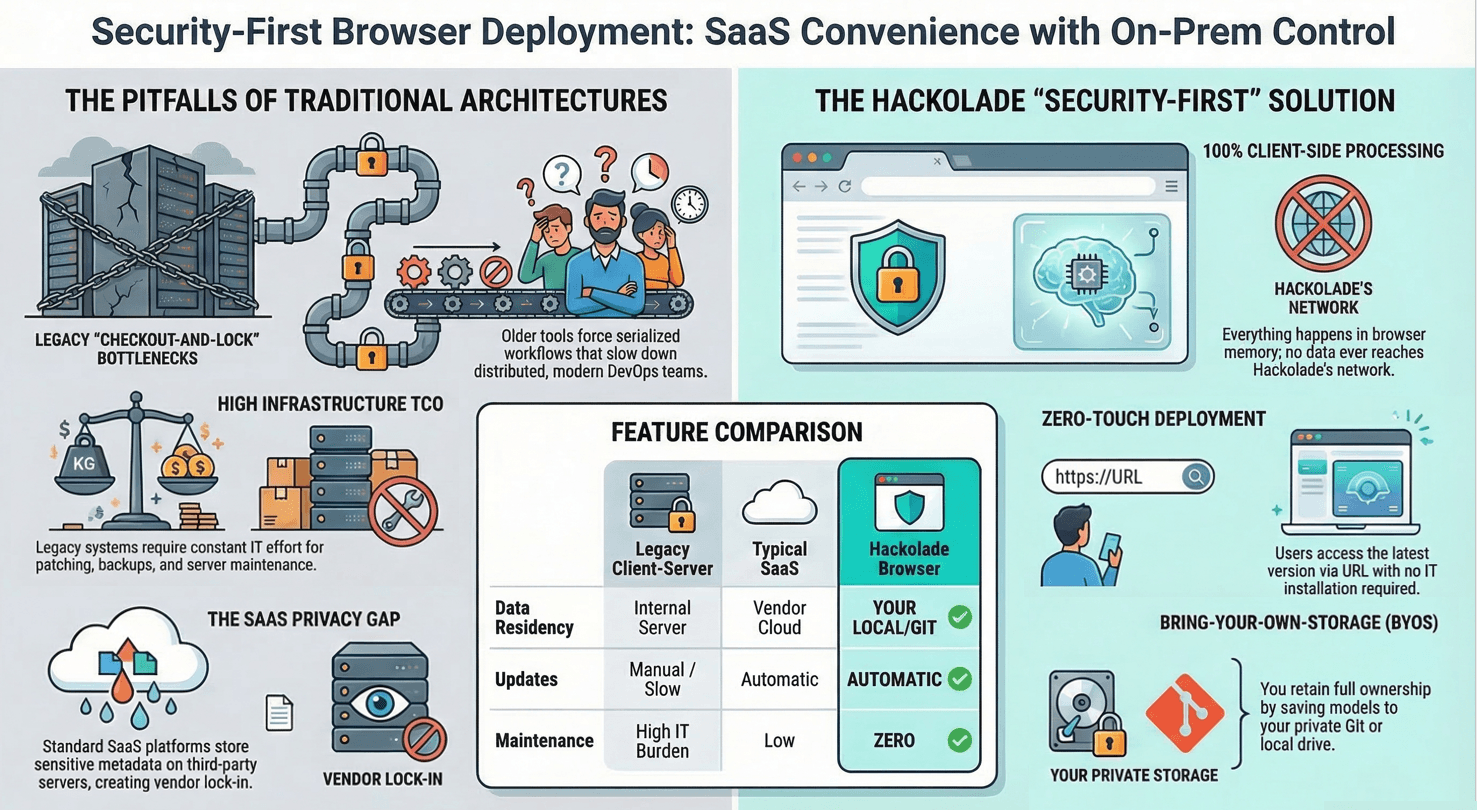 Security-First Browser Deployment: SaaS Convenience with On-Prem Control
THE PITFALLS OF TRADITIONAL ARCHITECTURES
LEGACY “CHECKOUT-AND-LOCK”
BOTTLENECKS
?
?
?
Older tools force serialized
workflows that slow down
distributed, modern DevOps teams.
HIGH INFRASTRUCTURE TCO
$
KG
$
$ $
Legacy systems require constant IT effort for
patching, backups, and server maintenance.
THE SAAS PRIVACY GAP
Standard SaaS platforms store
sensitive metadata on third-party
servers, creating vendor lock-in.
VENDOR LOCK-IN
THE HACKOLADE “SECURITY-FIRST” SOLUTION
100% CLIENT-SIDE PROCESSING
HACKOLADE'S
NETWORK
Everything happens in browser
memory; no data ever reaches
Hackolade's network.
ZERO-TOUCH DEPLOYMENT
https://URL
Users access the latest
version via URL with no IT
installation required.
BRING-YOUR-OWN-STORAGE (BYOS)
YOUR PRIVATE STORAGE
You retain full ownership
by saving models to
your private GIt or
local drive.
FEATURE COMPARISON
Legacy
Client-Server
Typical
SaaS
Hackolade
Browser
Data
Residency
Internal
Server
Vendor
Cloud
YOUR
LOCAL/GIT
Updates
Manual /
Slow
Automatic
AUTOMATIC
Maintenance
High IT
Burden
Low
ZERO